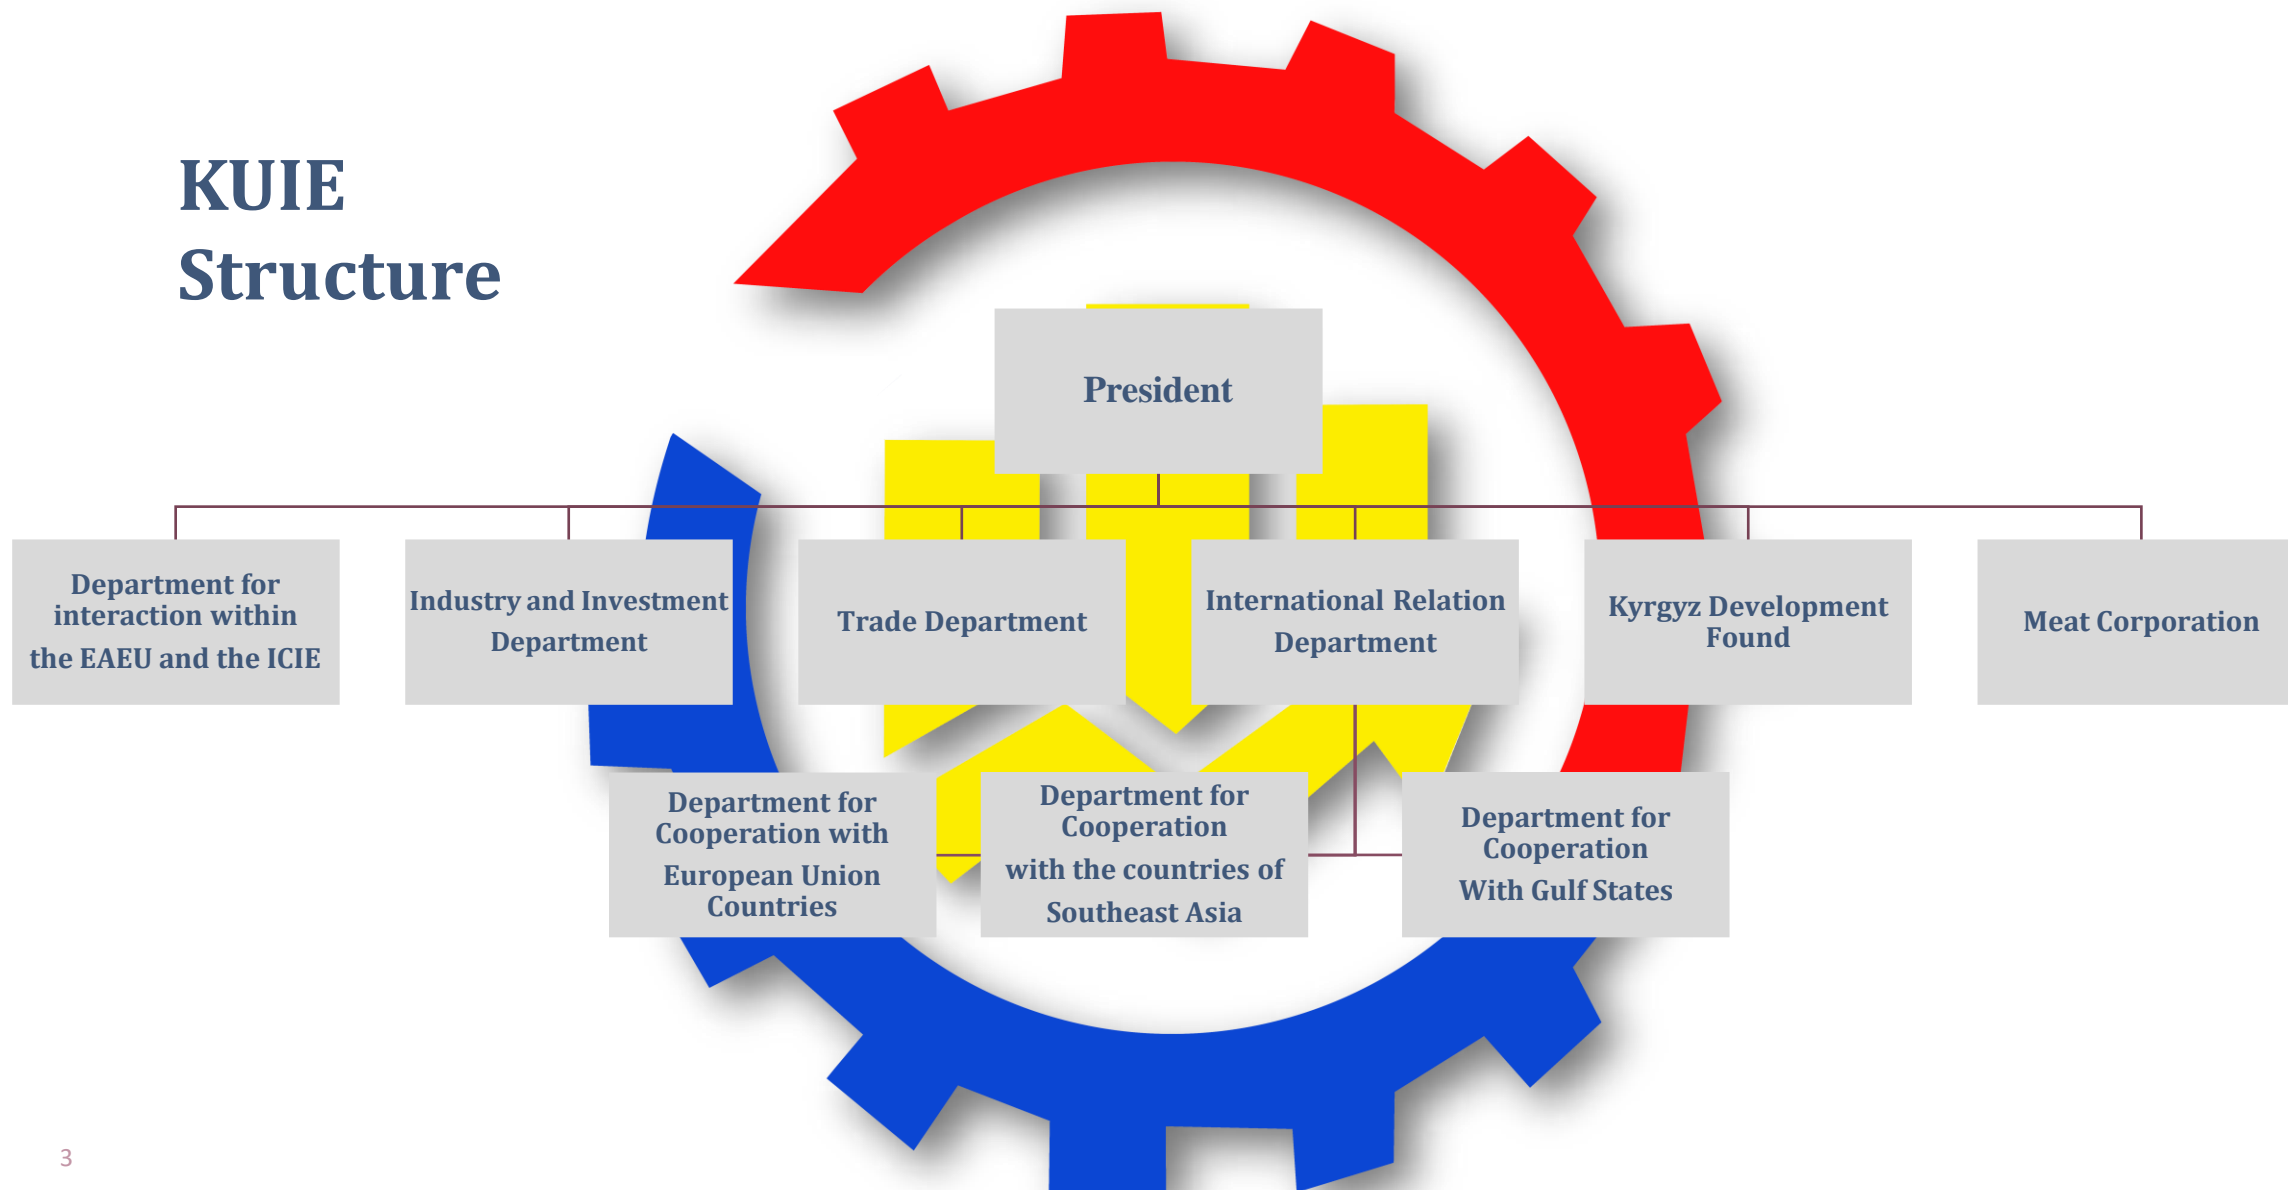 KUIE
Structure
President
Department for
interaction within
the EAEU and the ICIE
Industry and Investment
Department
Trade Department
International Relation
Department
Kyrgyz Development
Found
Meat Corporation
Department for
Cooperation with
European Union
Countries
Department for
Cooperation
with the countries of
Southeast Asia
Department for
Cooperation
With Gulf States
3